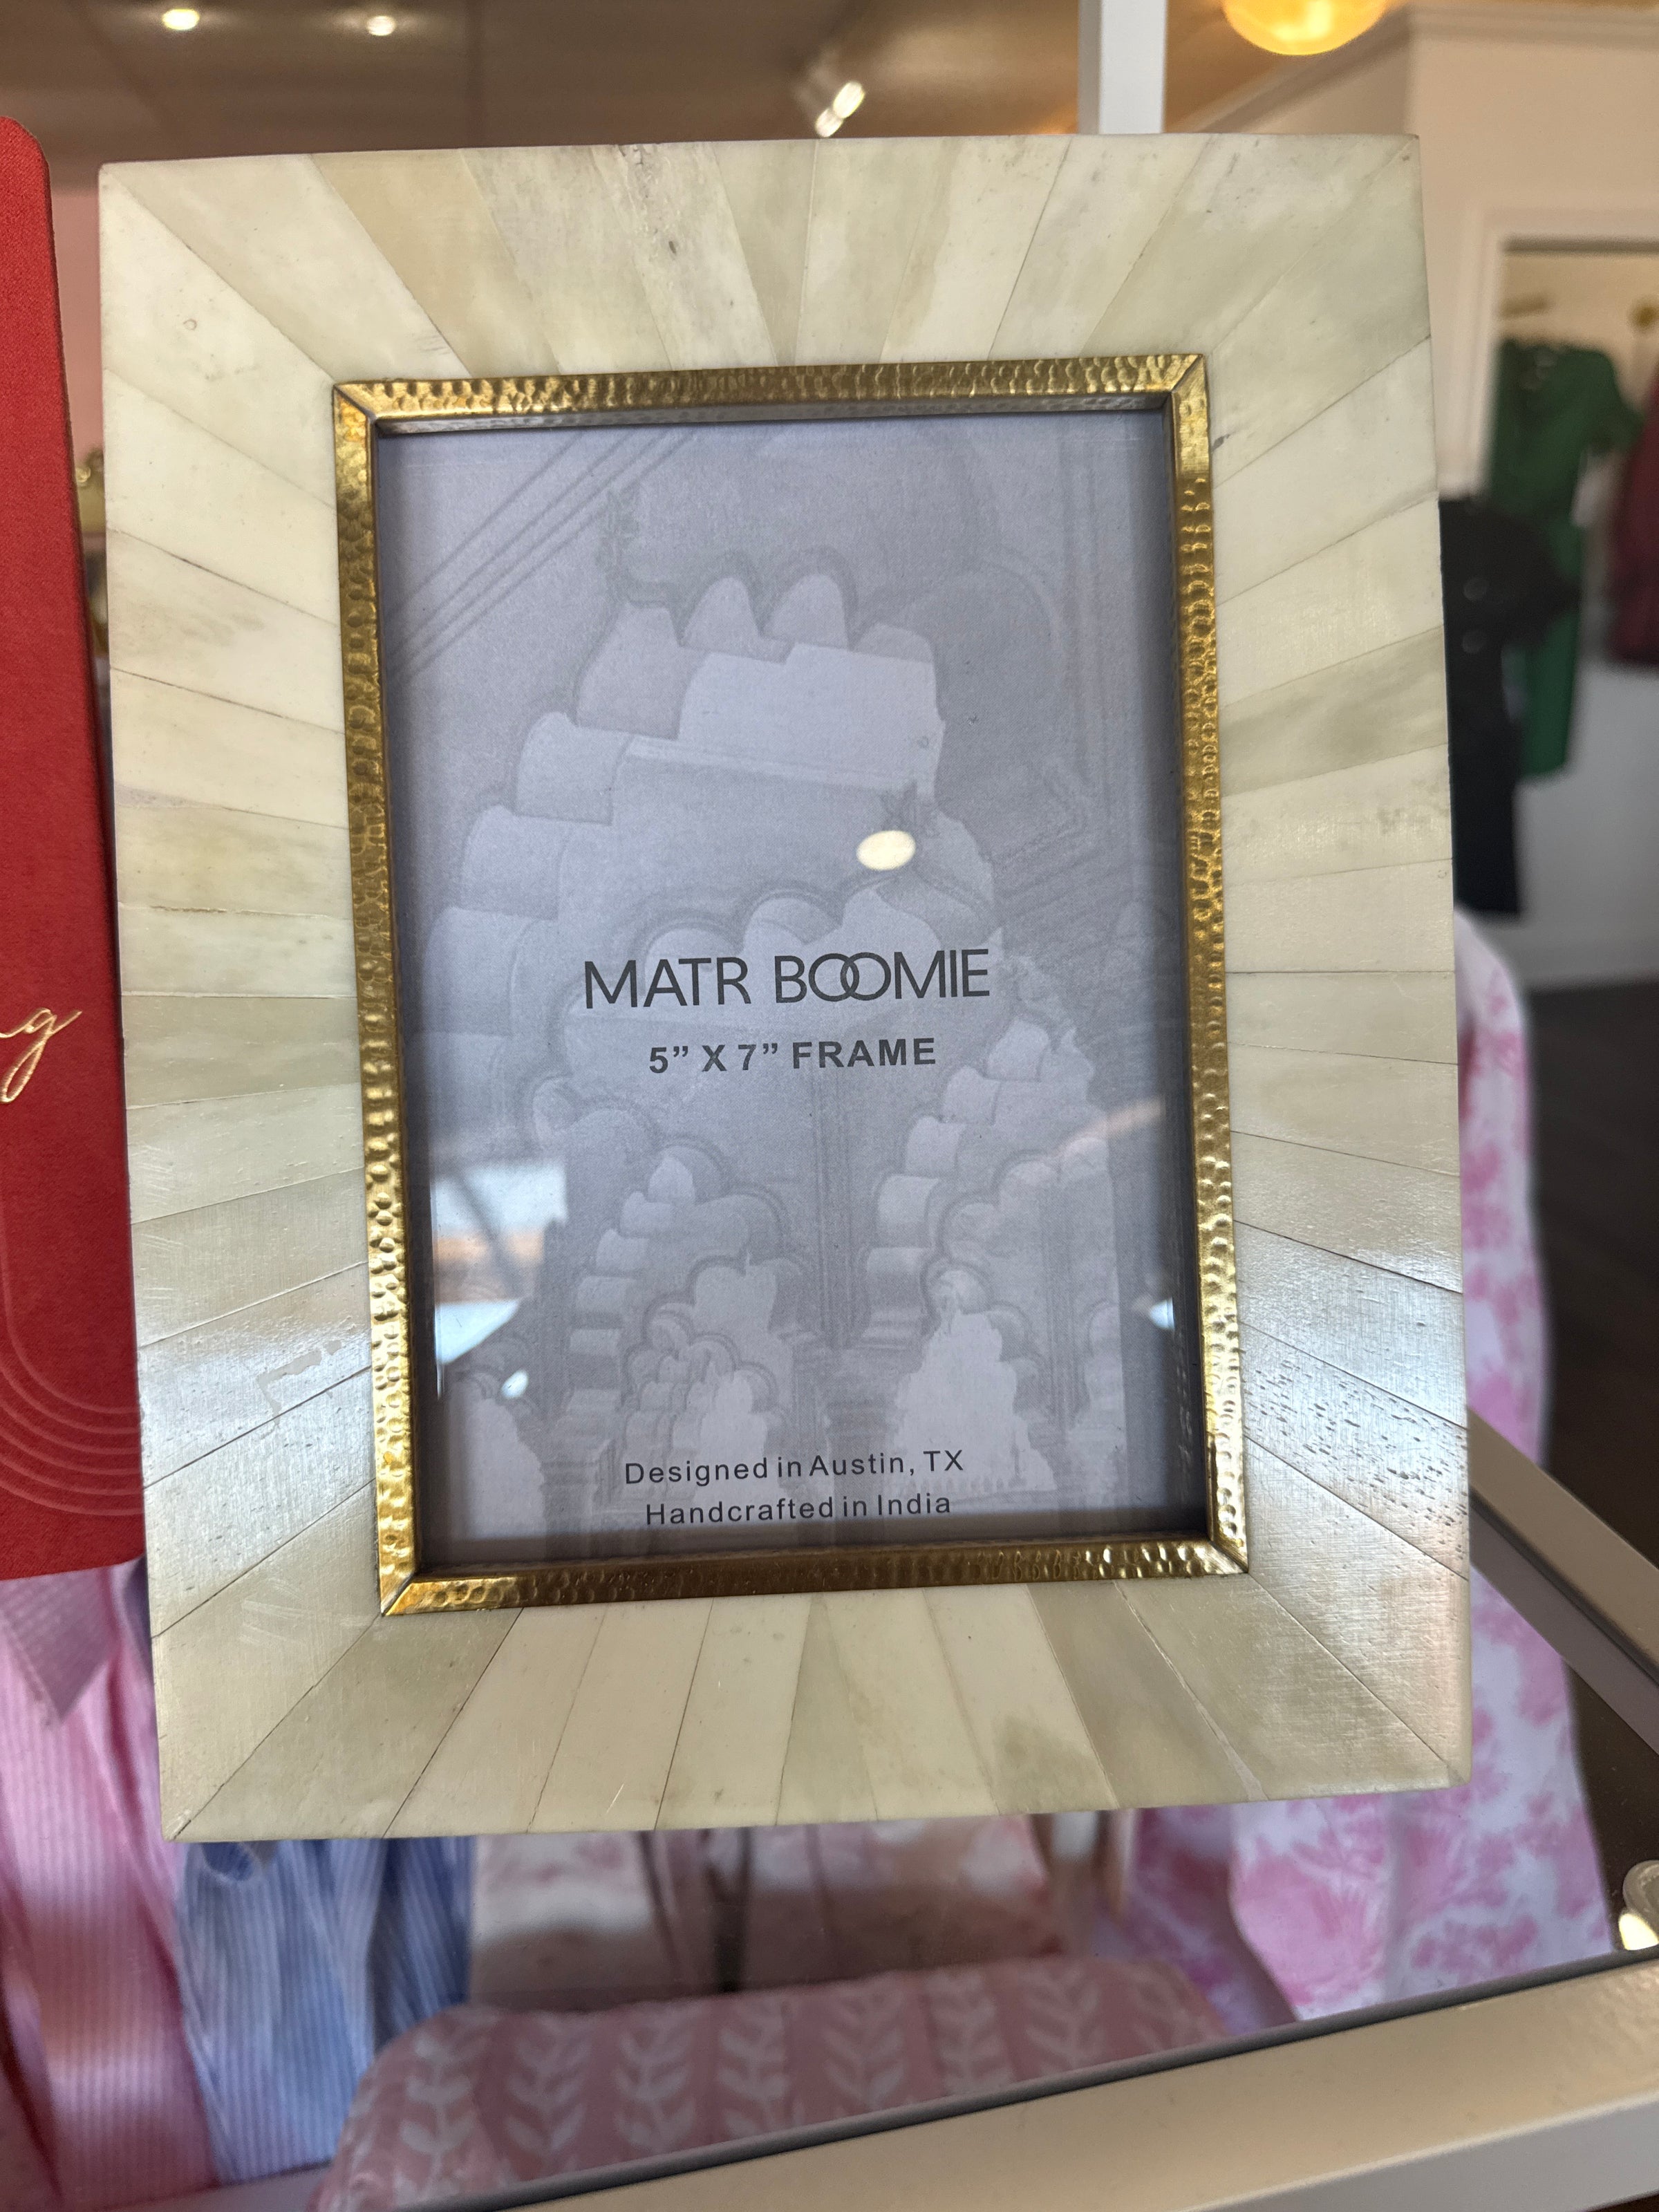 MATR BOOMIE
5” X 7” FRAME
Designed in Austin, TX
Handcrafted in India